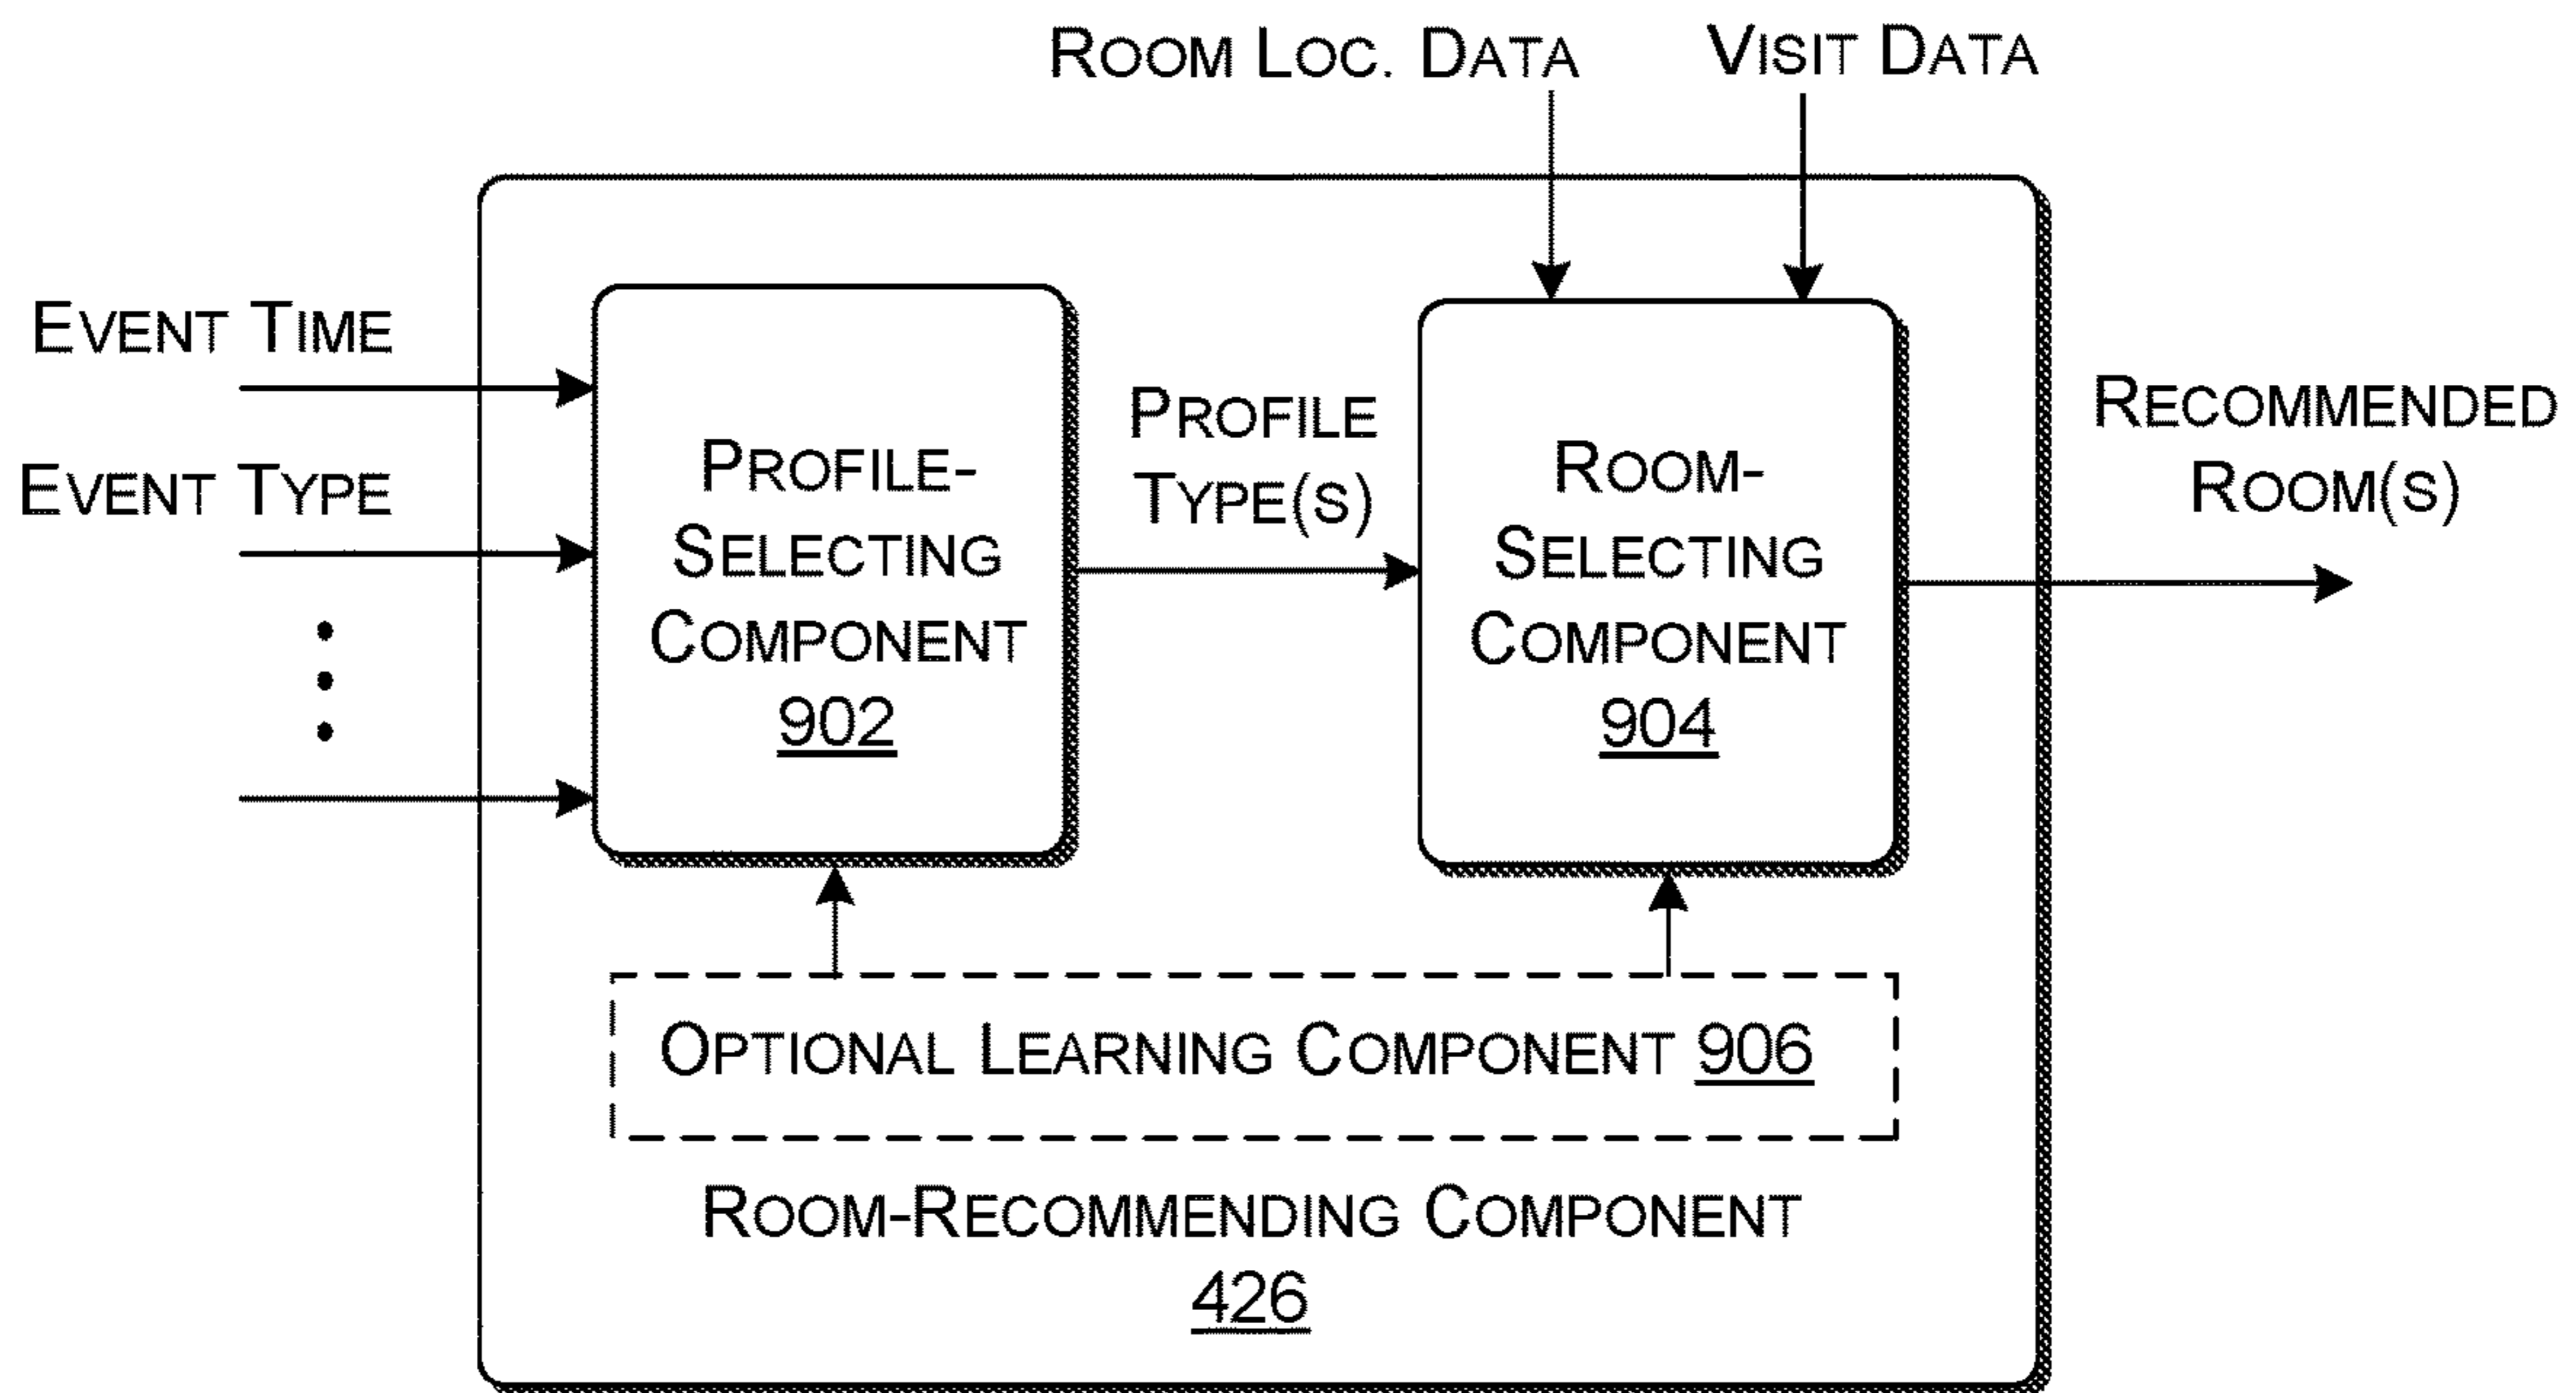 ROOM LOC. DATA
VISIT DATA
EVENT TIME
EVENT TYPE
PROFILE-
SELECTING
COMPONENT
902
PROFILE
TYPE(S)
ROOM-
SELECTING
COMPONENT
904
RECOMMENDED
ROOM(S)
OPTIONAL LEARNING COMPONENT 906
ROOM-RECOMMENDING COMPONENT
426